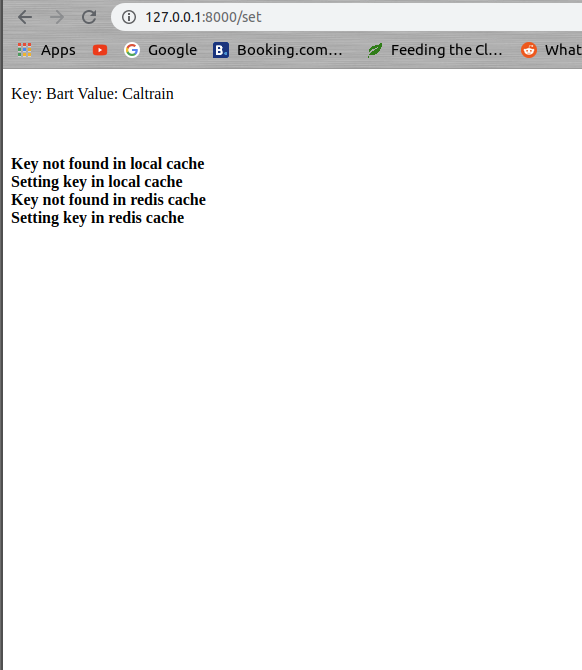 127.0.0.1:8000/set
Apps Google Booking.com... Feeding the Cl... What
Key: Bart Value: Caltrain
Key not found in local cache
Setting key in local cache
Key not found in redis cache
Setting key in redis cache